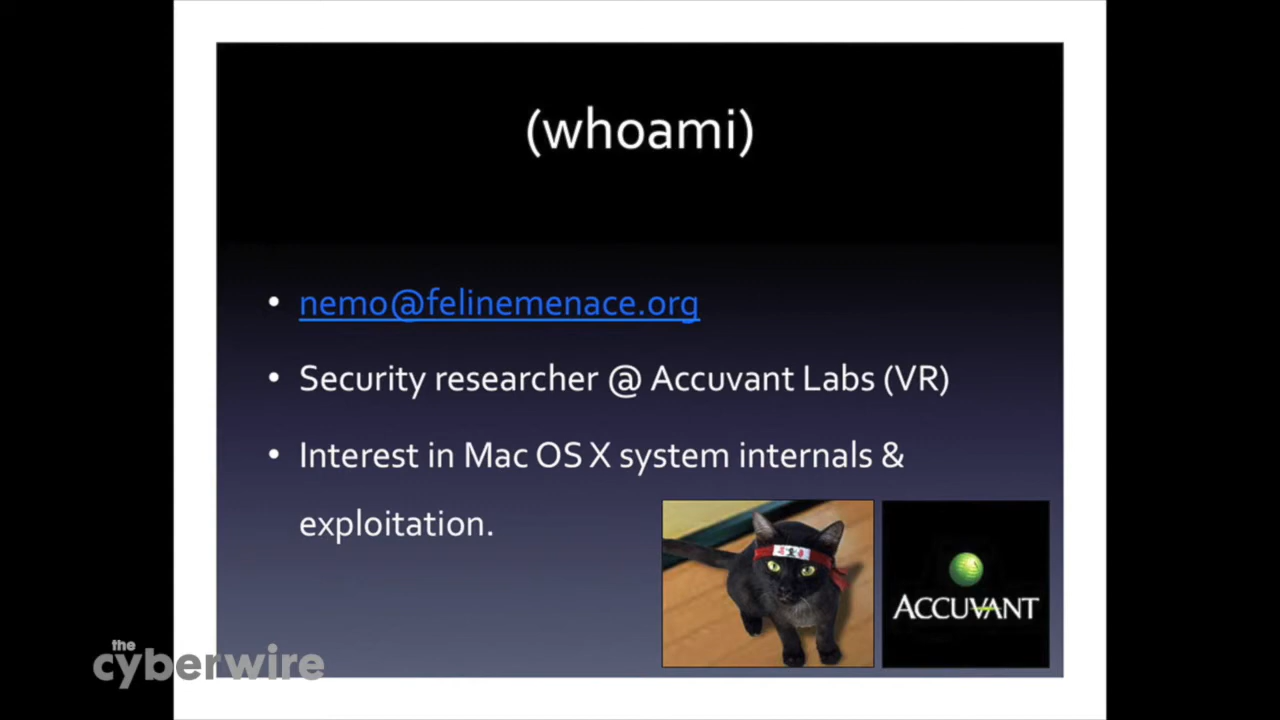 (whoami)
• nemo@felinemenace.org
• Security researcher @ Accuvant Labs (VR)
• Interest in Mac OS X system internals &
exploitation.
ACCUVANT
the
cyberwire